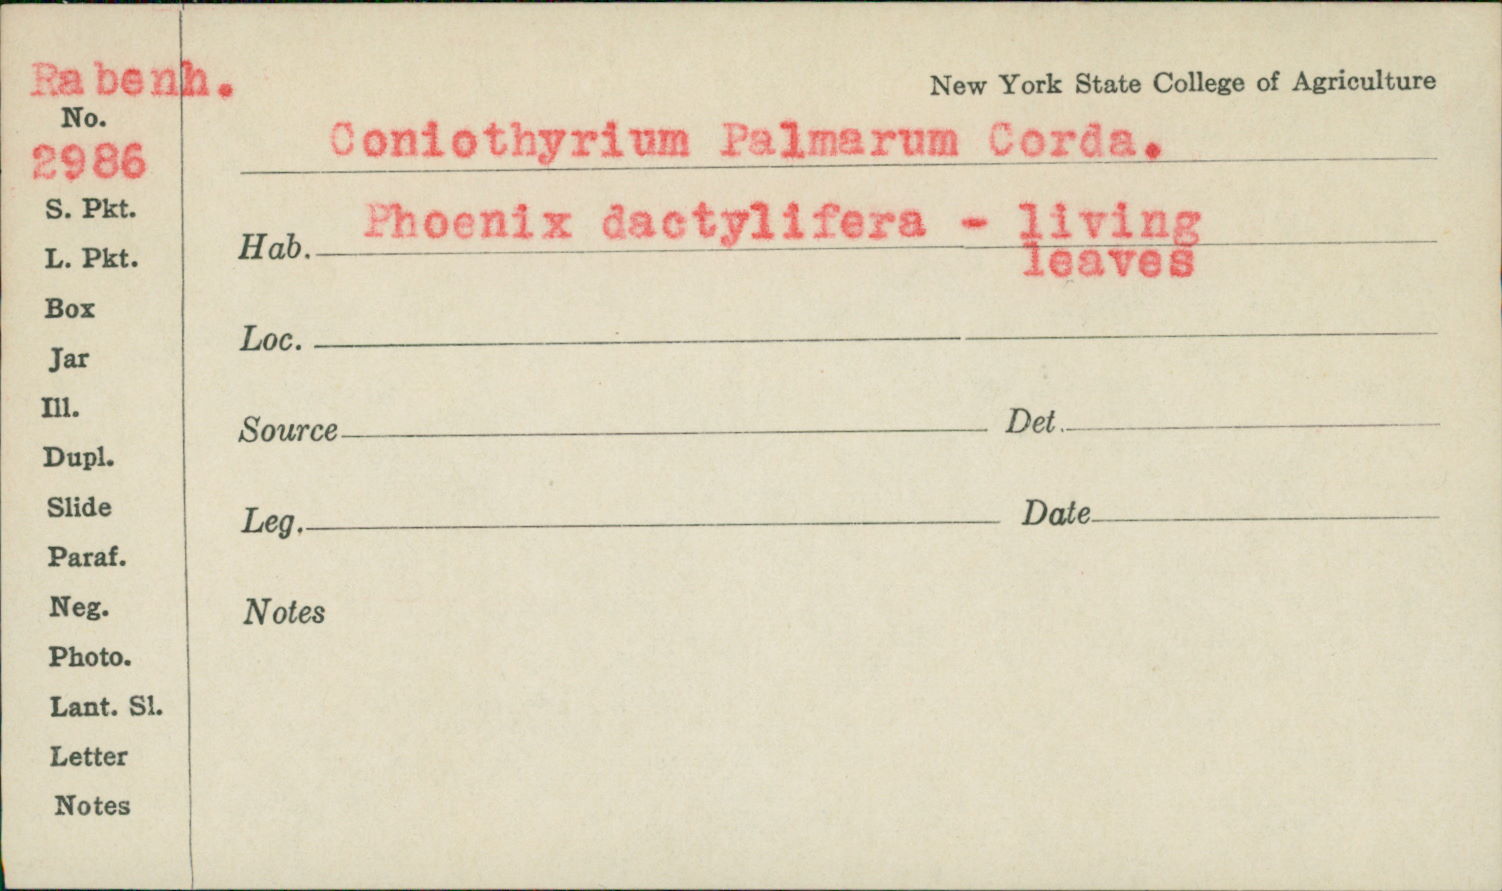 Rabenh.
No.
2986
S. Pkt.
L. Pkt.
Box
Jar
Ill.
Dupl.
Slide
Paraf.
Neg.
Photo.
Lant. Sl.
Letter
Notes
New York State College of Agriculture
Coniothyrium Palmarum Corda.
Hab. Phoenix dactylifera - living
leaves
Loc.
Source Det.
Leg. Date
Notes